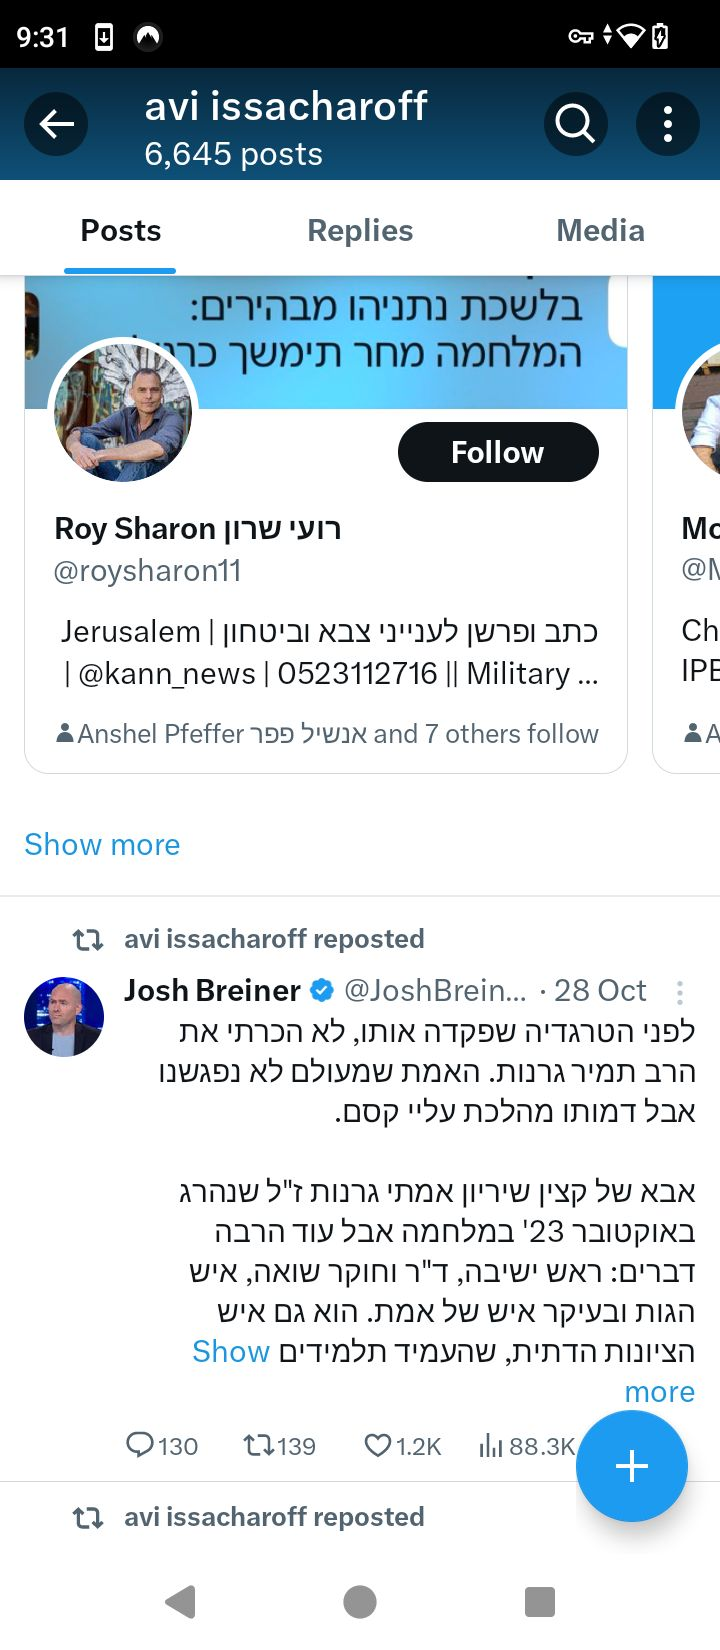 9:31
avi issacharoff
6,645 posts
Posts
Replies
Media
בלשכת נתניהו מבהירים:
המלחמה מחר תימשך
Follow
Roy Sharon רועי שרון
@roysharon11
Jerusalem | כתב ופרשן לענייני צבא וביטחון
| @kann_news | 0523112716 || Military ...
Anshel Pfeffer אנשיל פפר and 7 others follow
Mo
@M
Ch
IPB
A
Show more
avi issacharoff reposted
Josh Breiner @JoshBrein... · 28 Oct
לפני הטרגדיה שפקדה אותו, לא הכרתי את
הרב תמיר גרנות. האמת שמעולם לא נפגשנו
אבל דמותו מהלכת עליי קסם.
אבא של קצין שיריון אמתי גרנות ז"ל שנהרג
באוקטובר 23' במלחמה אבל עוד הרבה
דברים: ראש ישיבה, ד"ר וחוקר שואה, איש
הגות ובעיקר איש של אמת. הוא גם איש
הציונות הדתית, שהעמיד תלמידים Show
more
130 139 1.2K 88.3K
avi issacharoff reposted